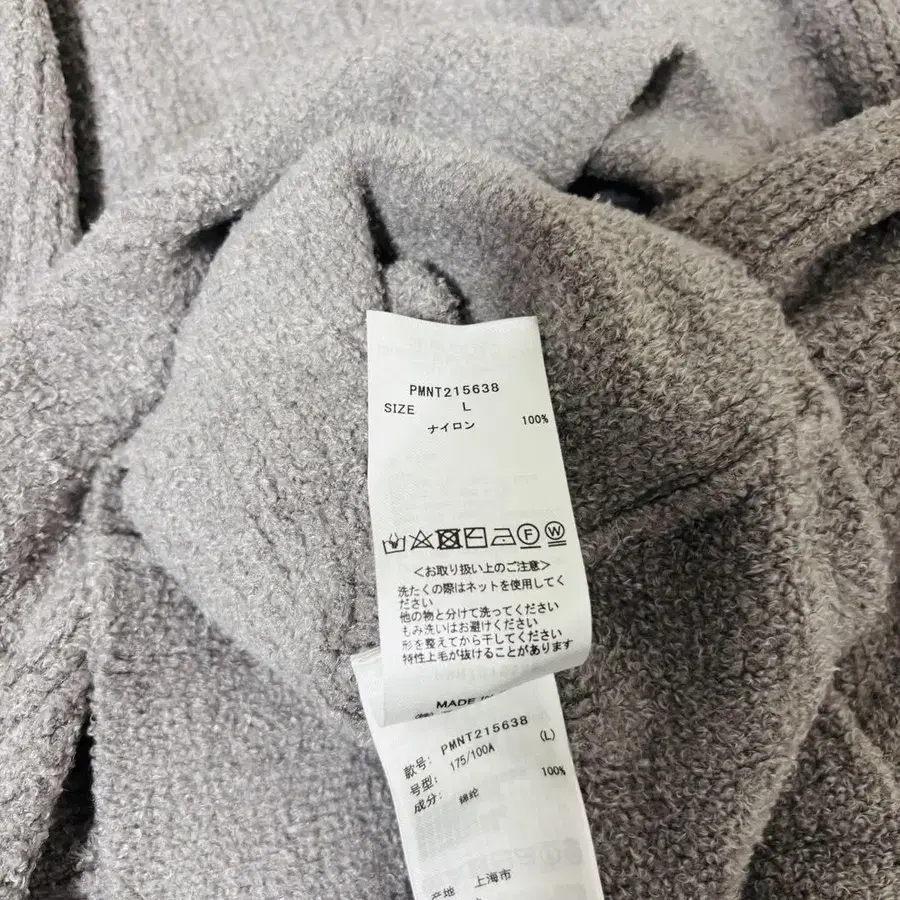 PMNT215638
SIZE L
ナイロン 100%
F W
＜お取り扱い上のご注意＞
洗たくの際はネットを使用してく
ださい
他の物と分けて洗ってください
もみ洗いはお避けください
形を整えてから干してください
特性上毛が抜けることがあります
MADE IN
款号: PMNT215638
号型: 175/100A (L)
成分: 綿纶 100%
产地 上海市